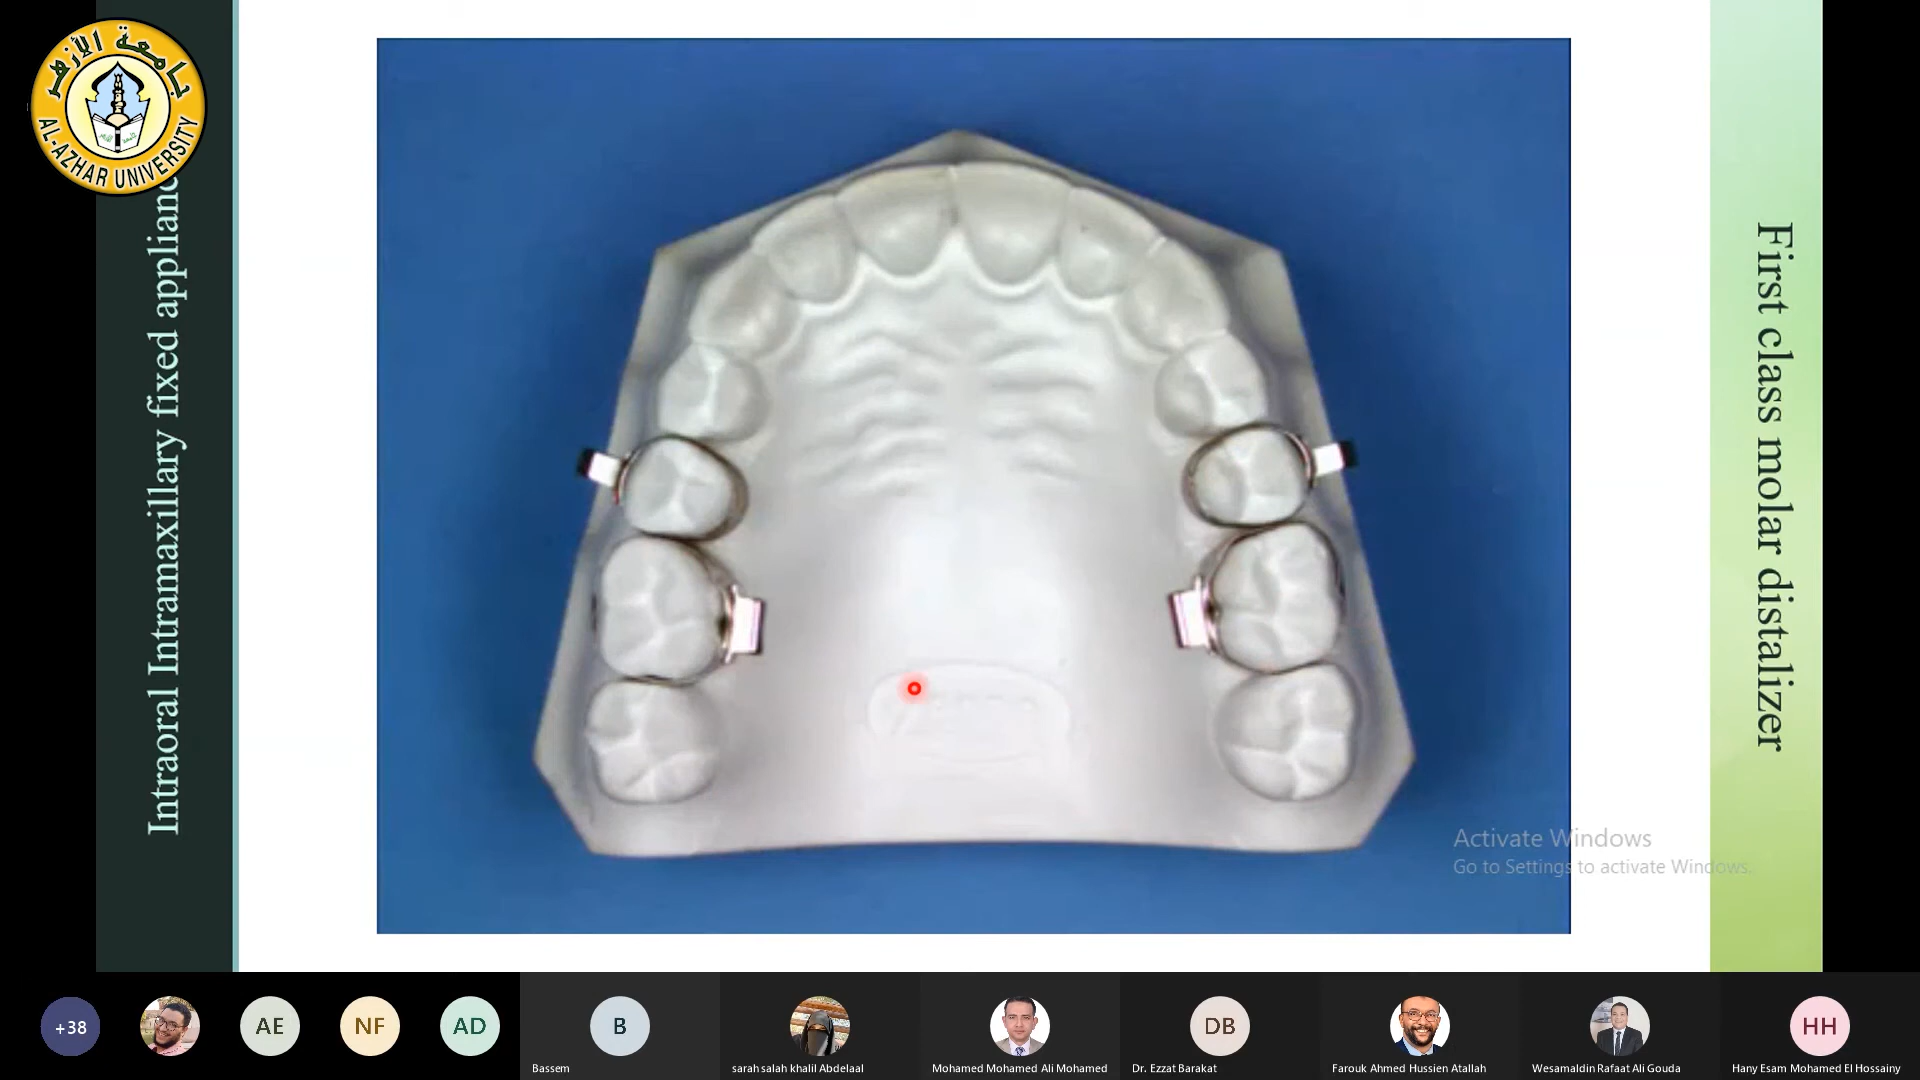 جامعة الأزهر
AL-AZHAR UNIVERSITY
Intraoral Intramaxillary fixed applianc
First class molar distalizer
Activate Windows
Go to Settings to activate Windows.
+38
AE
NF
AD
B
DB
HH
Bassem
sarah salah khalil Abdelaal
Mohamed Mohamed Ali Mohamed
Dr. Ezzat Barakat
Farouk Ahmed Hussien Atallah
Wesamaldin Rafaat Ali Gouda
Hany Esam Mohamed El Hossainy